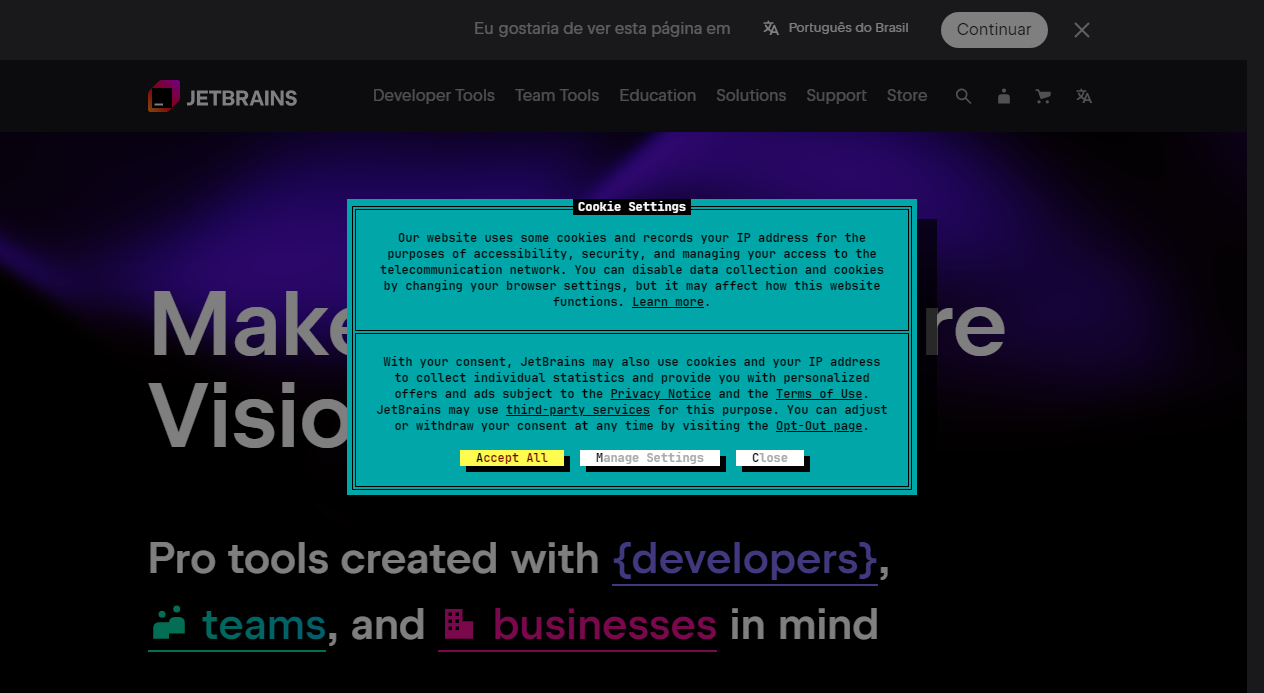 Eu gostaria de ver esta página em Português do Brasil Continuar
JETBRAINS Developer Tools Team Tools Education Solutions Support Store
Cookie Settings
Our website uses some cookies and records your IP address for the
purposes of accessibility, security, and managing your access to the
telecommunication network. You can disable data collection and cookies
by changing your browser settings, but it may affect how this website
functions. Learn more.
With your consent, JetBrains may also use cookies and your IP address
to collect individual statistics and provide you with personalized
offers and ads subject to the Privacy Notice and the Terms of Use.
JetBrains may use third-party services for this purpose. You can adjust
or withdraw your consent at any time by visiting the Opt-Out page.
Accept All Manage Settings Close
Make
Pro tools created with {developers},
teams, and businesses in mind